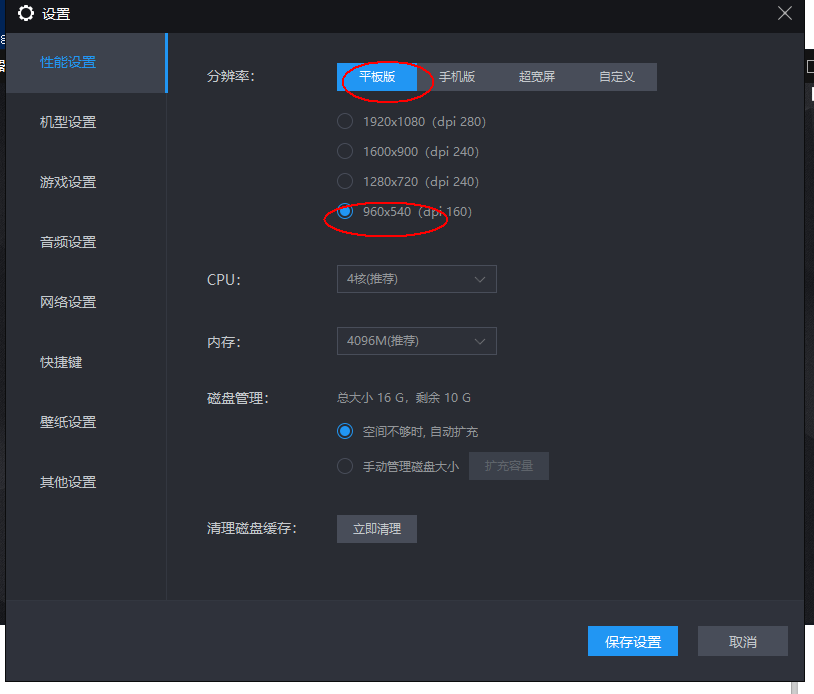 设置
性能设置
机型设置
游戏设置
音频设置
网络设置
快捷键
壁纸设置
其他设置
分辨率:
平板版 手机版 超宽屏 自定义
1920x1080（dpi 280）
1600x900（dpi 240）
1280x720（dpi 240）
960x540（dpi 160）
CPU:
4核(推荐)
内存:
4096M(推荐)
磁盘管理:
总大小 16 G，剩余 10 G
空间不够时, 自动扩充
手动管理磁盘大小 扩充容量
清理磁盘缓存:
立即清理
保存设置 取消